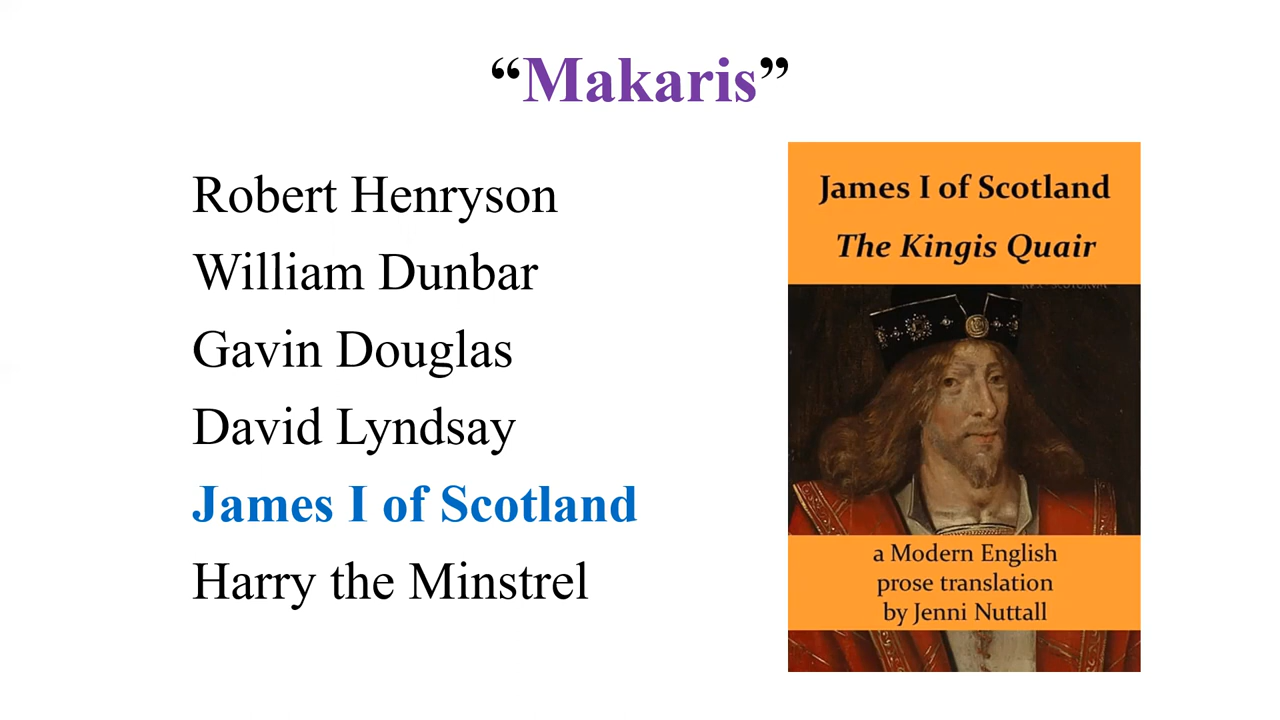 “Makaris”
Robert Henryson
William Dunbar
Gavin Douglas
David Lyndsay
James I of Scotland
Harry the Minstrel
James I of Scotland
The Kingis Quair
a Modern English
prose translation
by Jenni Nuttall